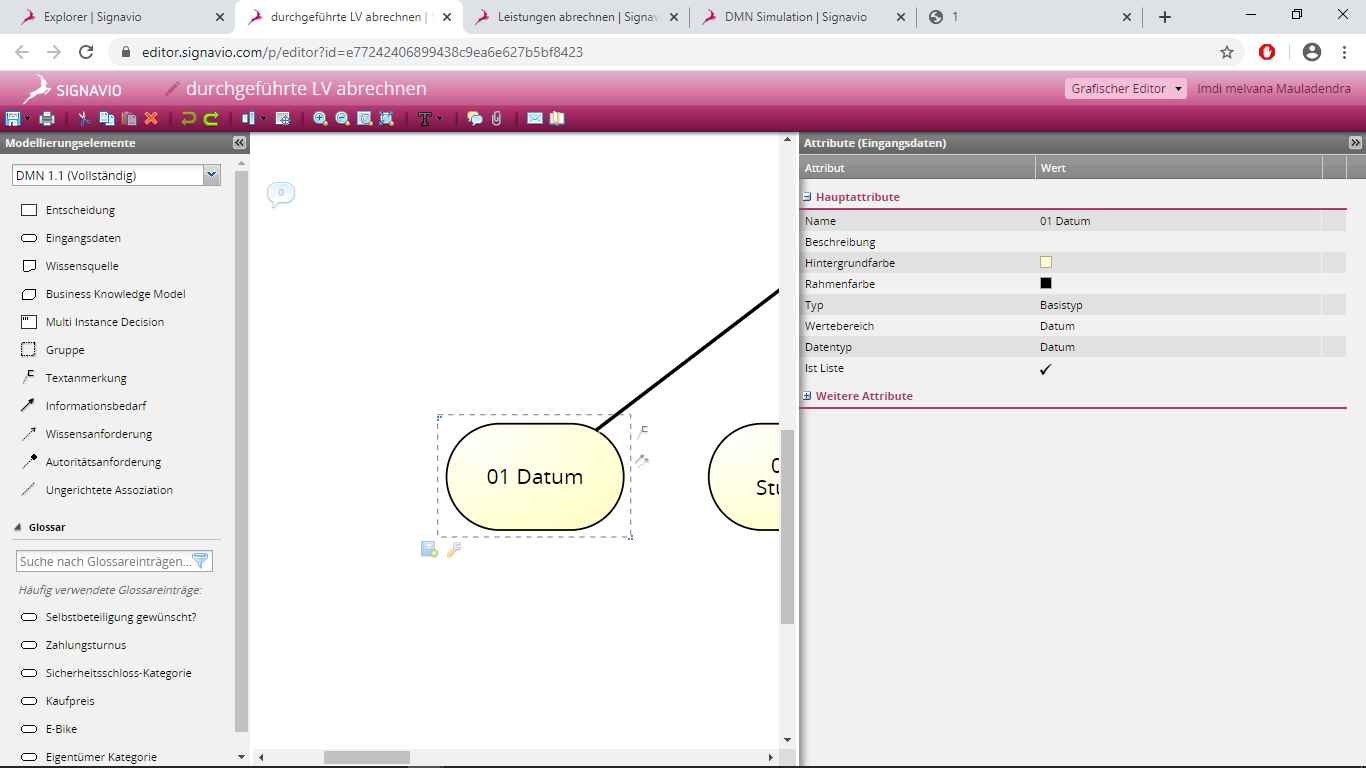 Explorer | Signavio
durchgeführte LV abrechnen |
Leistungen abrechnen | Signav
DMN Simulation | Signavio
1
editor.signavio.com/p/editor?id=e77242406899438c9ea6e627b5bf8423
SIGNAVIO
durchgeführte LV abrechnen
Grafischer Editor
Imdi melvana Mauladendra
Modellierungselemente
DMN 1.1 (Vollständig)
Entscheidung
Eingangsdaten
Wissensquelle
Business Knowledge Model
Multi Instance Decision
Gruppe
Textanmerkung
Informationsbedarf
Wissensanforderung
Autoritätsanforderung
Ungerichtete Assoziation
Glossar
Suche nach Glossareinträgen...
Häufig verwendete Glossareinträge:
Selbstbeteiligung gewünscht?
Zahlungsturnus
Sicherheitsschloss-Kategorie
Kaufpreis
E-Bike
Eigentümer Kategorie
0
01 Datum
Attribute (Eingangsdaten)
Attribut Wert
Hauptattribute
Name 01 Datum
Beschreibung
Hintergrundfarbe
Rahmenfarbe
Typ Basistyp
Wertebereich Datum
Datentyp Datum
Ist Liste
Weitere Attribute